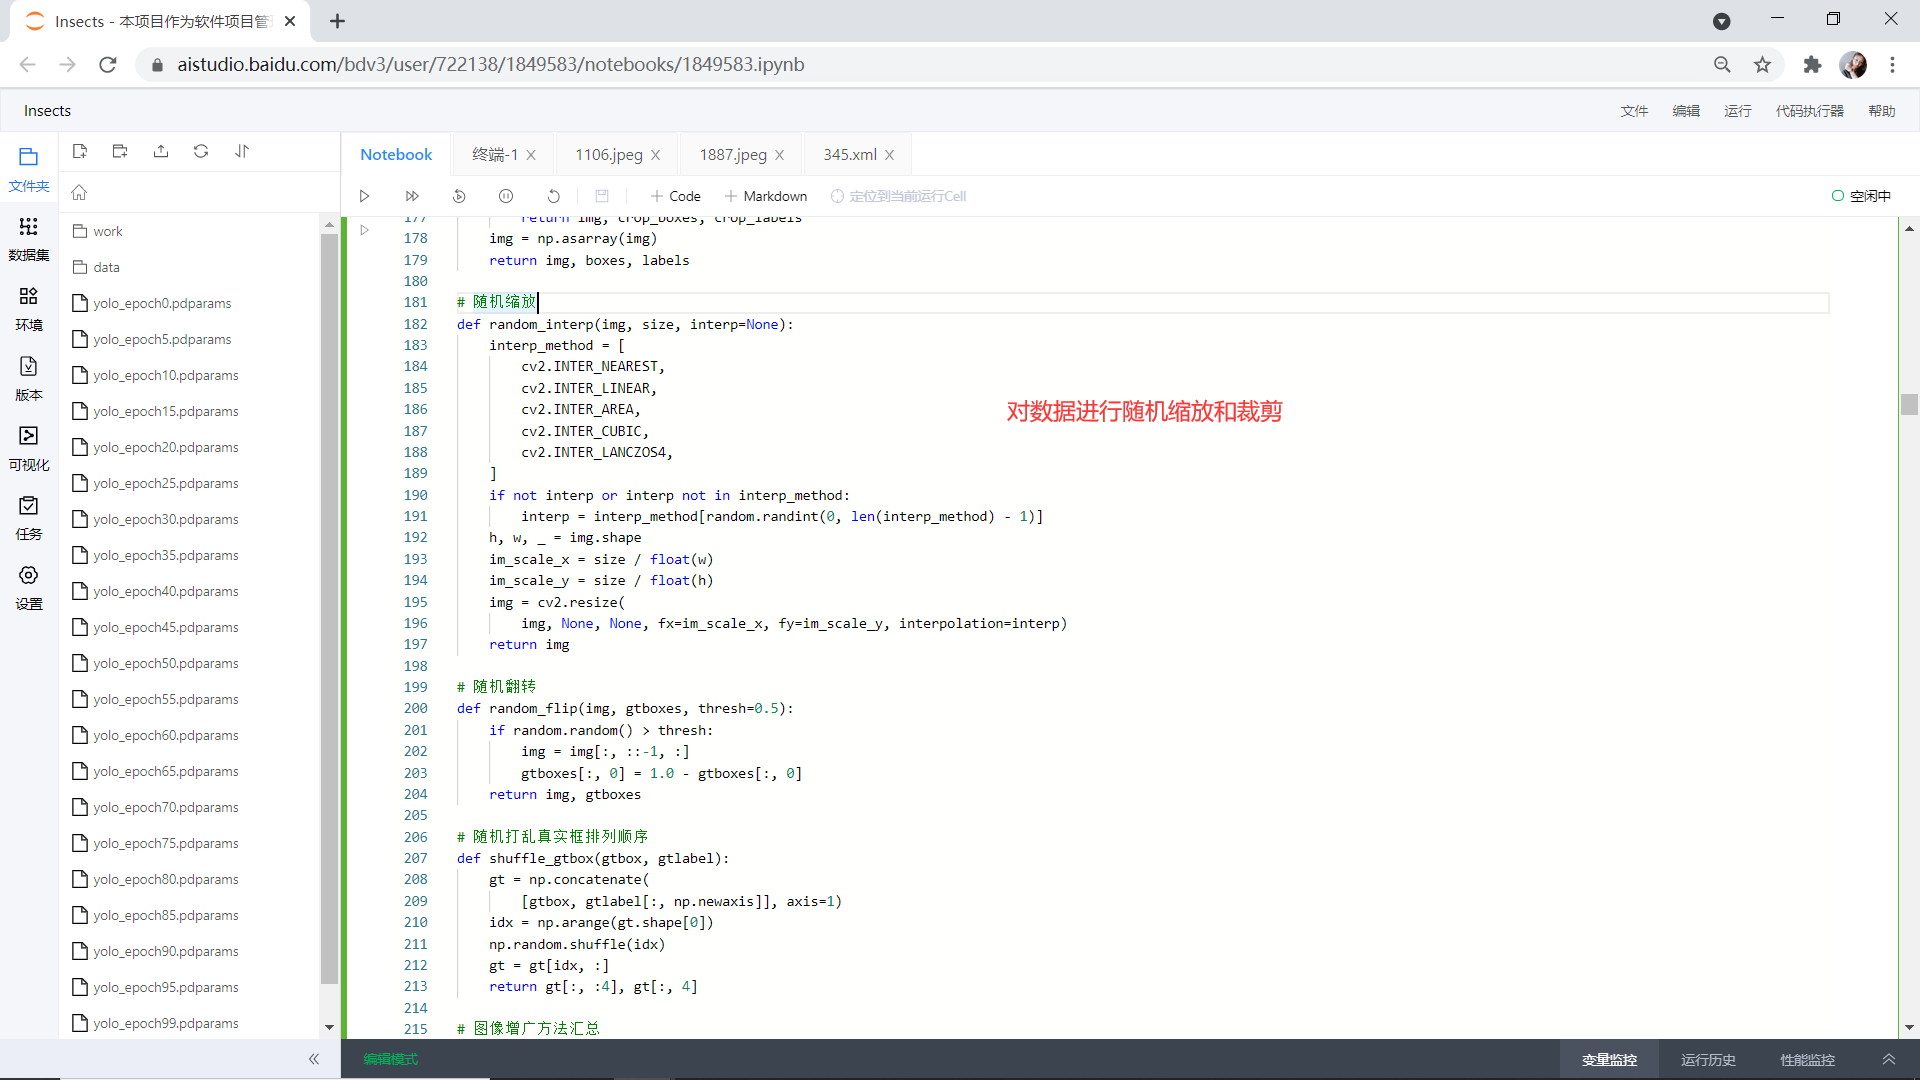 Insects - 本项目作为软件项目管
aistudio.baidu.com/bdv3/user/722138/1849583/notebooks/1849583.ipynb
Insects
文件 编辑 运行 代码执行器 帮助
Notebook 终端-1 1106.jpeg 1887.jpeg 345.xml
+ Code + Markdown 定位到当前运行Cell 空闲中
文件夹
数据集
环境
版本
可视化
任务
设置
work
data
yolo_epoch0.pdparams
yolo_epoch5.pdparams
yolo_epoch10.pdparams
yolo_epoch15.pdparams
yolo_epoch20.pdparams
yolo_epoch25.pdparams
yolo_epoch30.pdparams
yolo_epoch35.pdparams
yolo_epoch40.pdparams
yolo_epoch45.pdparams
yolo_epoch50.pdparams
yolo_epoch55.pdparams
yolo_epoch60.pdparams
yolo_epoch65.pdparams
yolo_epoch70.pdparams
yolo_epoch75.pdparams
yolo_epoch80.pdparams
yolo_epoch85.pdparams
yolo_epoch90.pdparams
yolo_epoch95.pdparams
yolo_epoch99.pdparams
177 return img, crop_boxes, crop_labels
178 img = np.asarray(img)
179 return img, boxes, labels
180
181 # 随机缩放
182 def random_interp(img, size, interp=None):
183 interp_method = [
184 cv2.INTER_NEAREST,
185 cv2.INTER_LINEAR,
186 cv2.INTER_AREA,
187 cv2.INTER_CUBIC,
188 cv2.INTER_LANCZOS4,
189 ]
190 if not interp or interp not in interp_method:
191 interp = interp_method[random.randint(0, len(interp_method) - 1)]
192 h, w, _ = img.shape
193 im_scale_x = size / float(w)
194 im_scale_y = size / float(h)
195 img = cv2.resize(
196 img, None, None, fx=im_scale_x, fy=im_scale_y, interpolation=interp)
197 return img
198
199 # 随机翻转
200 def random_flip(img, gtboxes, thresh=0.5):
201 if random.random() > thresh:
202 img = img[:, ::-1, :]
203 gtboxes[:, 0] = 1.0 - gtboxes[:, 0]
204 return img, gtboxes
205
206 # 随机打乱真实框排列顺序
207 def shuffle_gtbox(gtbox, gtlabel):
208 gt = np.concatenate(
209 [gtbox, gtlabel[:, np.newaxis]], axis=1)
210 idx = np.arange(gt.shape[0])
211 np.random.shuffle(idx)
212 gt = gt[idx, :]
213 return gt[:, :4], gt[:, 4]
214
215 # 图像增广方法汇总
对数据进行随机缩放和裁剪
编辑模式 变量监控 运行历史 性能监控